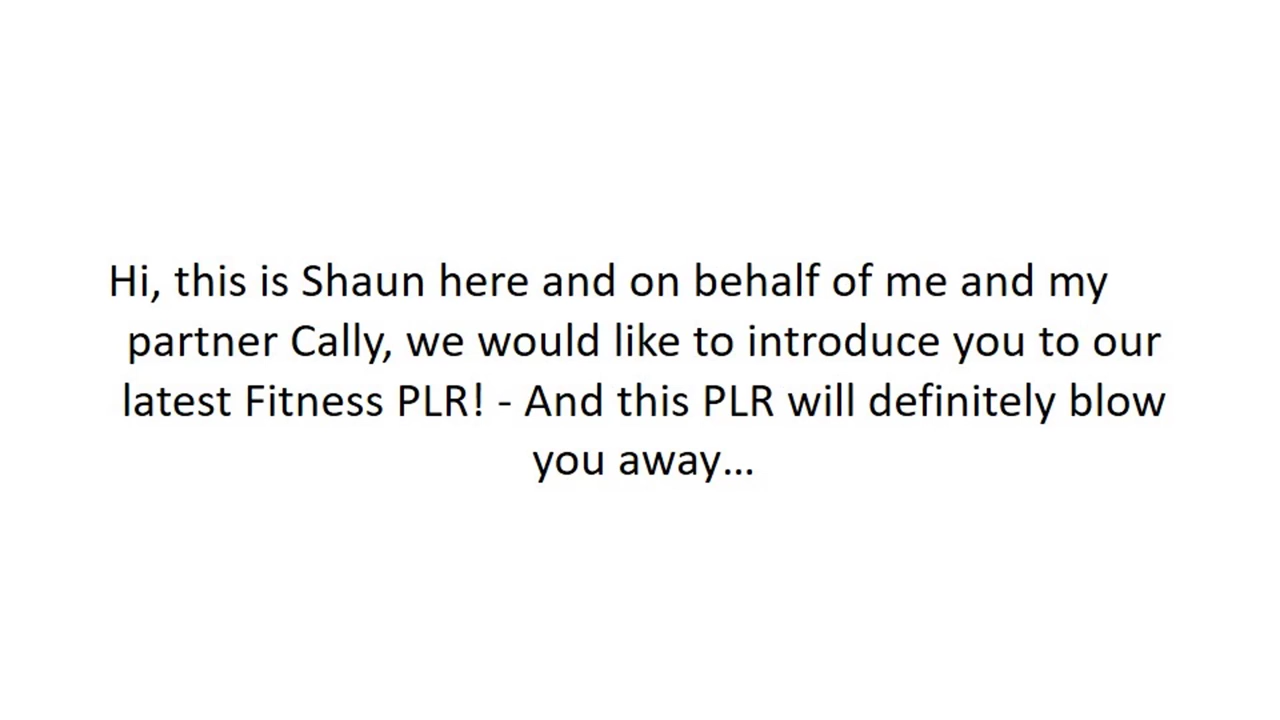 Hi, this is Shaun here and on behalf of me and my
partner Cally, we would like to introduce you to our
latest Fitness PLR! - And this PLR will definitely blow
you away...